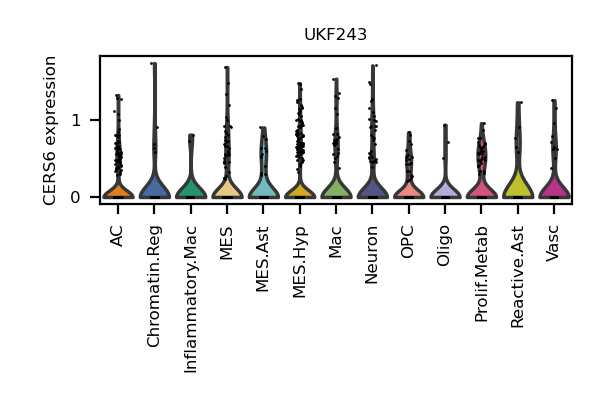 UKF243
CERS6 expression
1
0
AC
Chromatin.Reg
Inflammatory.Mac
MES
MES.Ast
MES.Hyp
Mac
Neuron
OPC
Oligo
Prolif.Metab
Reactive.Ast
Vasc